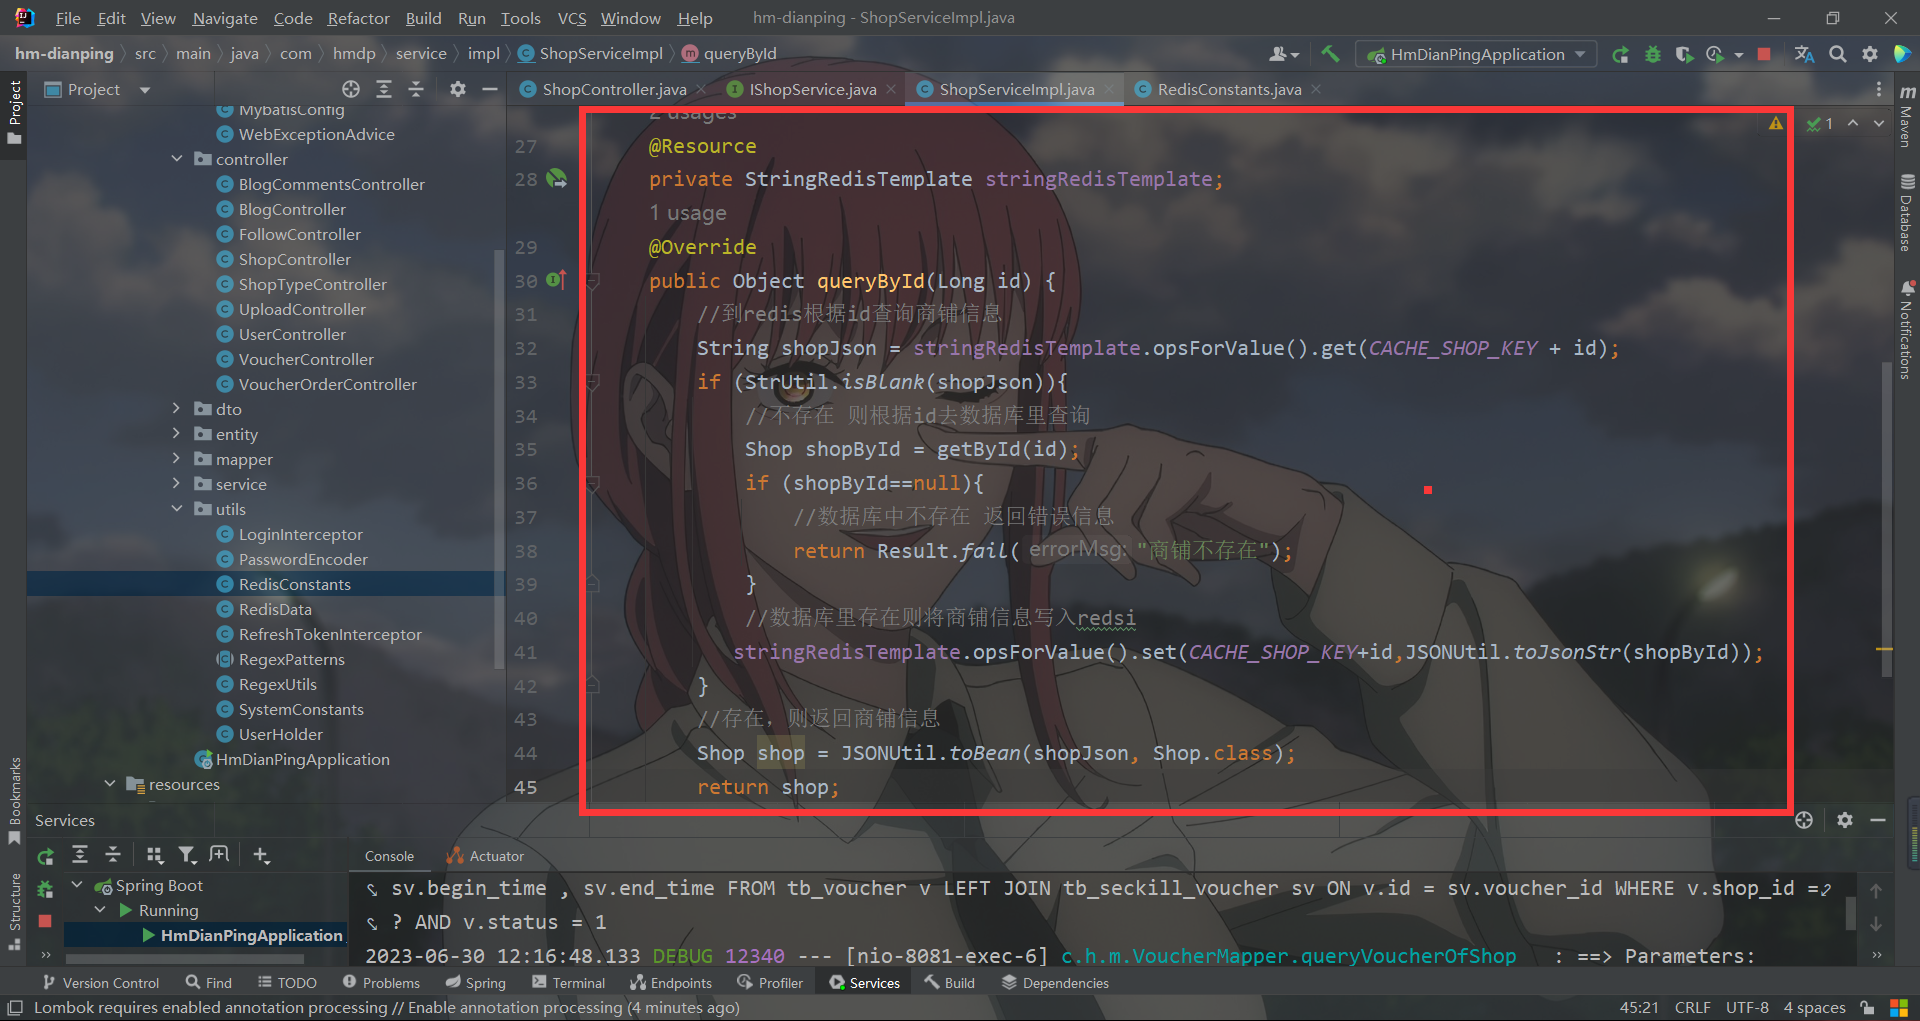 File Edit View Navigate Code Refactor Build Run Tools VCS Window Help hm-dianping - ShopServiceImpl.java
hm-dianping src main java com hmdp service impl ShopServiceImpl queryById HmDianPingApplication
Project
ShopController.java IShopService.java ShopServiceImpl.java RedisConstants.java
Project
MybatisConfig
WebExceptionAdvice
controller
BlogCommentsController
BlogController
FollowController
ShopController
ShopTypeController
UploadController
UserController
VoucherController
VoucherOrderController
dto
entity
mapper
service
utils
LoginInterceptor
PasswordEncoder
RedisConstants
RedisData
RefreshTokenInterceptor
RegexPatterns
RegexUtils
SystemConstants
UserHolder
HmDianPingApplication
resources
2 usages
27 @Resource
28 private StringRedisTemplate stringRedisTemplate;
1 usage
29 @Override
30 public Object queryById(Long id) {
31 //到redis根据id查询商铺信息
32 String shopJson = stringRedisTemplate.opsForValue().get(CACHE_SHOP_KEY + id);
33 if (StrUtil.isBlank(shopJson)){
34 //不存在 则根据id去数据库里查询
35 Shop shopById = getById(id);
36 if (shopById==null){
37 //数据库中不存在 返回错误信息
38 return Result.fail( errorMsg: "商铺不存在");
39 }
40 //数据库里存在则将商铺信息写入redsi
41 stringRedisTemplate.opsForValue().set(CACHE_SHOP_KEY+id,JSONUtil.toJsonStr(shopById));
42 }
43 //存在，则返回商铺信息
44 Shop shop = JSONUtil.toBean(shopJson, Shop.class);
45 return shop;
1
Maven
Database
Notifications
Bookmarks
Structure
Services
Console Actuator
Spring Boot
Running
HmDianPingApplication
sv.begin_time , sv.end_time FROM tb_voucher v LEFT JOIN tb_seckill_voucher sv ON v.id = sv.voucher_id WHERE v.shop_id =
? AND v.status = 1
2023-06-30 12:16:48.133 DEBUG 12340 --- [nio-8081-exec-6] c.h.m.VoucherMapper.queryVoucherOfShop : ==> Parameters:
Version Control Find TODO Problems Spring Terminal Endpoints Profiler Services Build Dependencies
Lombok requires enabled annotation processing // Enable annotation processing (4 minutes ago) 45:21 CRLF UTF-8 4 spaces